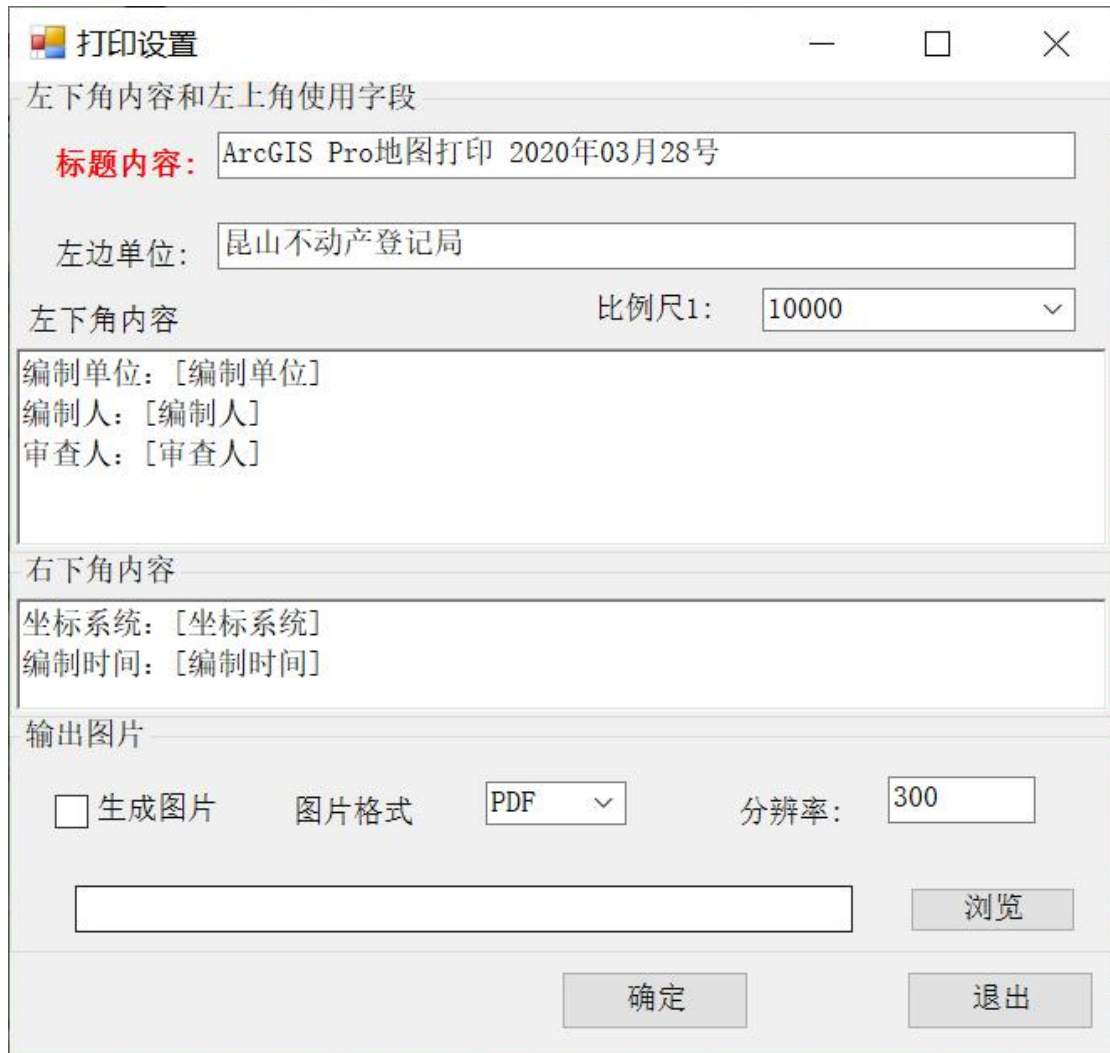 打印设置
左下角内容和左上角使用字段
标题内容: ArcGIS Pro地图打印 2020年03月28号
左边单位: 昆山不动产登记局
左下角内容 比例尺1: 10000
编制单位：[编制单位]
编制人：[编制人]
审查人：[审查人]
右下角内容
坐标系统：[坐标系统]
编制时间：[编制时间]
输出图片
生成图片 图片格式 PDF 分辨率: 300
浏览
确定 退出